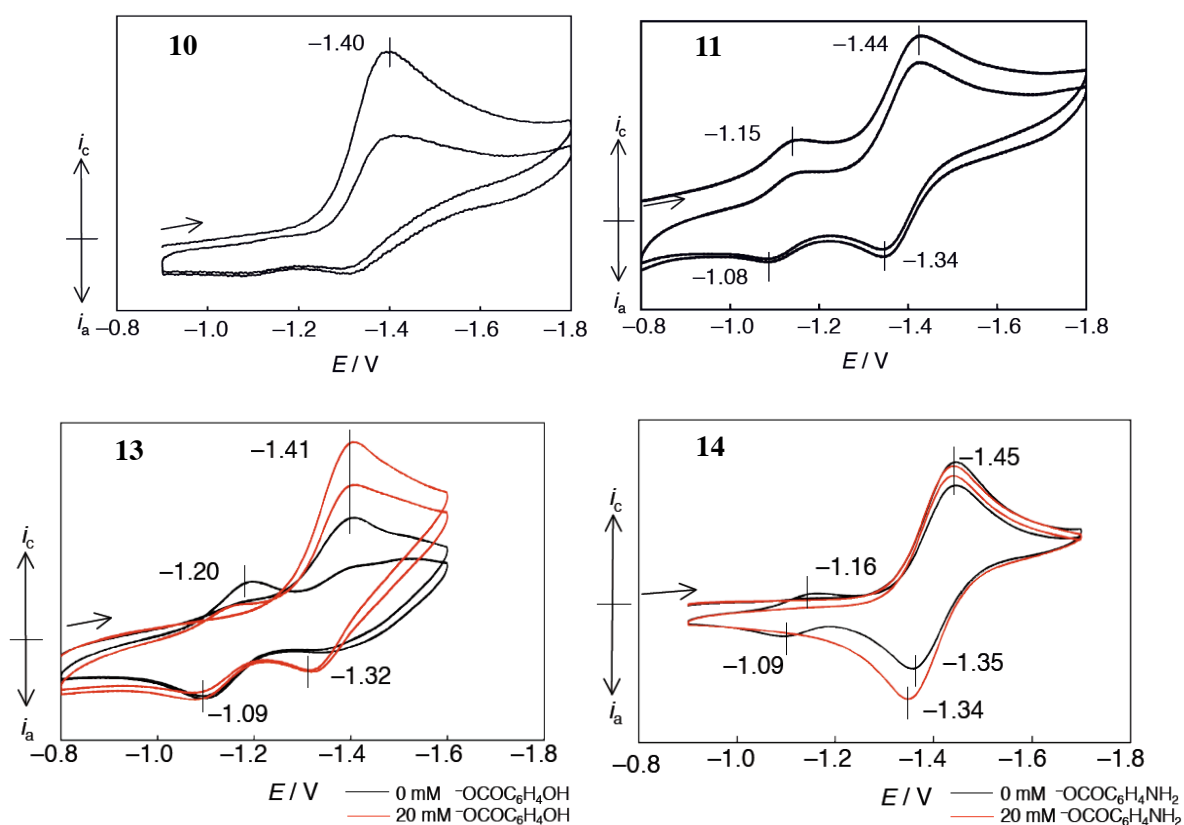 10
−1.40
i_c
i_a
−0.8 −1.0 −1.2 −1.4 −1.6 −1.8
E / V
11
−1.44
−1.15
−1.08
−1.34
i_c
i_a
−0.8 −1.0 −1.2 −1.4 −1.6 −1.8
E / V
13
−1.41
−1.20
−1.32
−1.09
i_c
i_a
−0.8 −1.0 −1.2 −1.4 −1.6 −1.8
E / V
0 mM ⁻OCOC₆H₄OH
20 mM ⁻OCOC₆H₄OH
14
−1.45
−1.16
−1.09
−1.35
−1.34
i_c
i_a
−0.8 −1.0 −1.2 −1.4 −1.6 −1.8
E / V
0 mM ⁻OCOC₆H₄NH₂
20 mM ⁻OCOC₆H₄NH₂